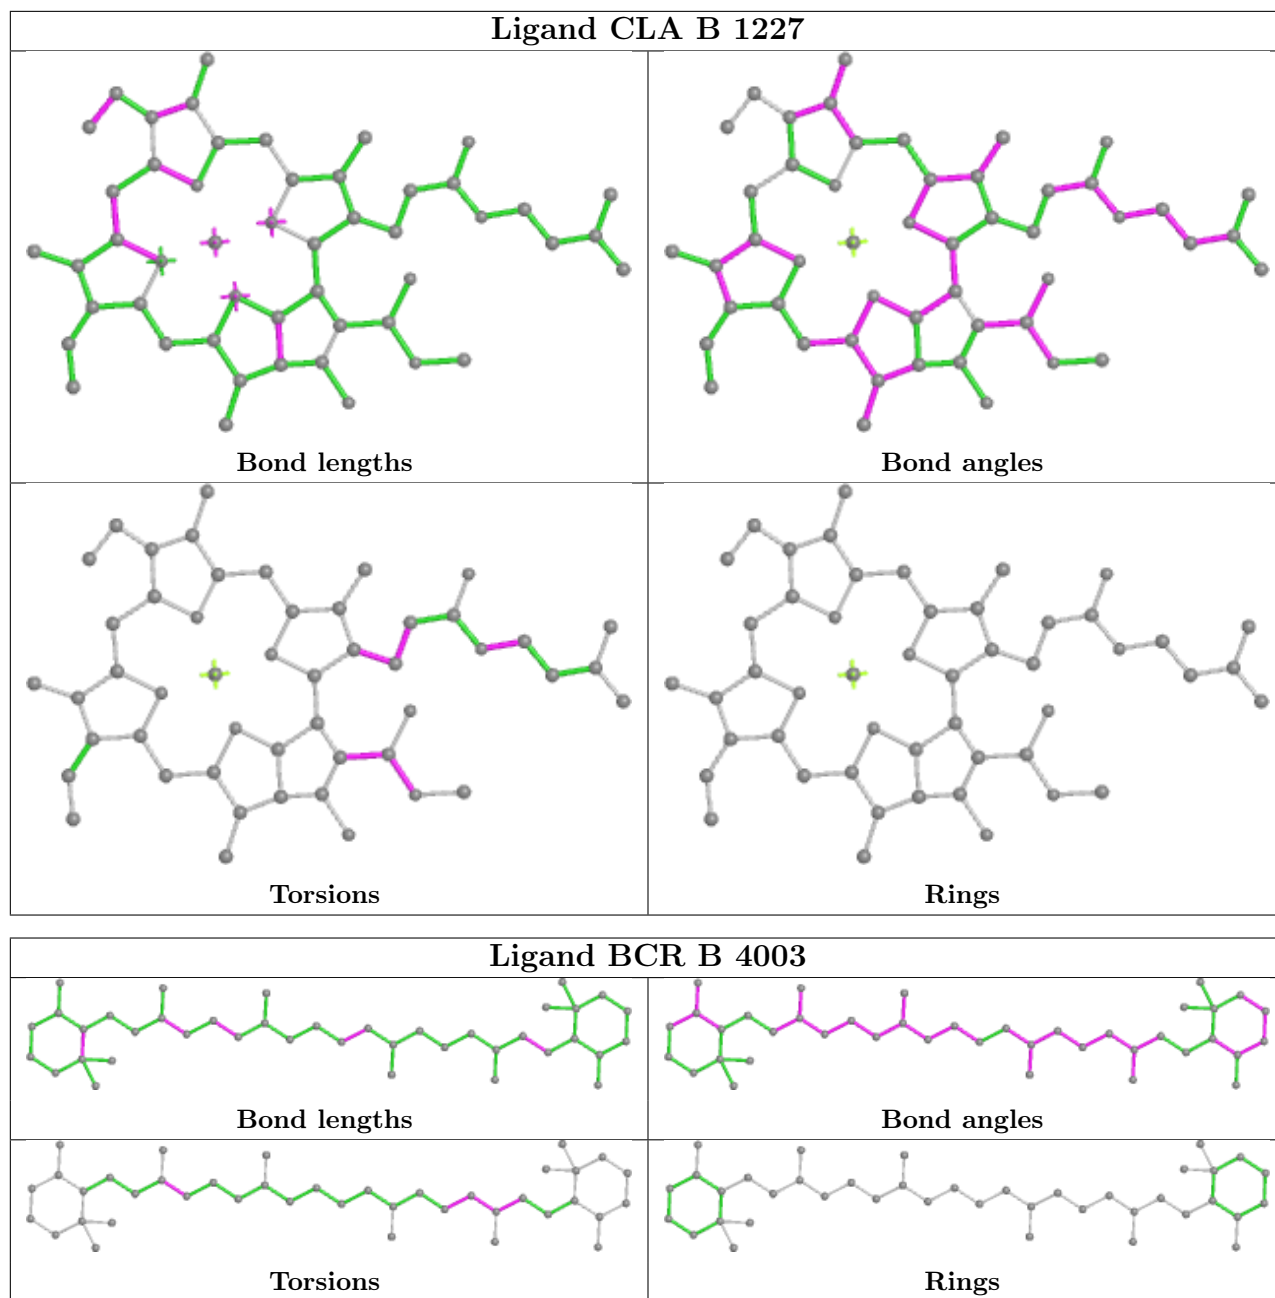 Ligand CLA B 1227
Bond lengths
Bond angles
Torsions
Rings
Ligand BCR B 4003
Bond lengths
Bond angles
Torsions
Rings